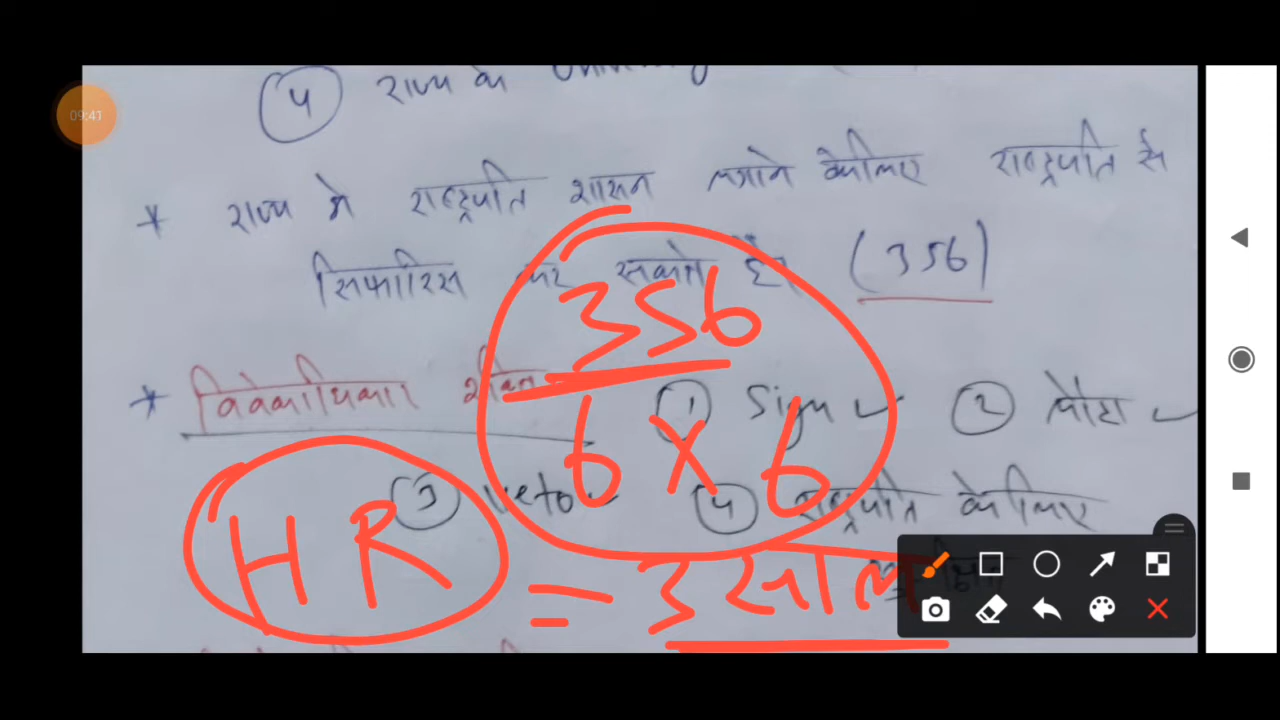 09:41
④ राज्य के
* राज्य मे राष्ट्रपति शासन लगाने केलिए राष्ट्रपति से
सिफारिस कर सकते है (356)
356
* विवेकाधिकार शक्ति ① Sign ✓ ② लौटा ✓
6 X 6
③ veto ④ राष्ट्रपति केलिए
HR
= 3 साल